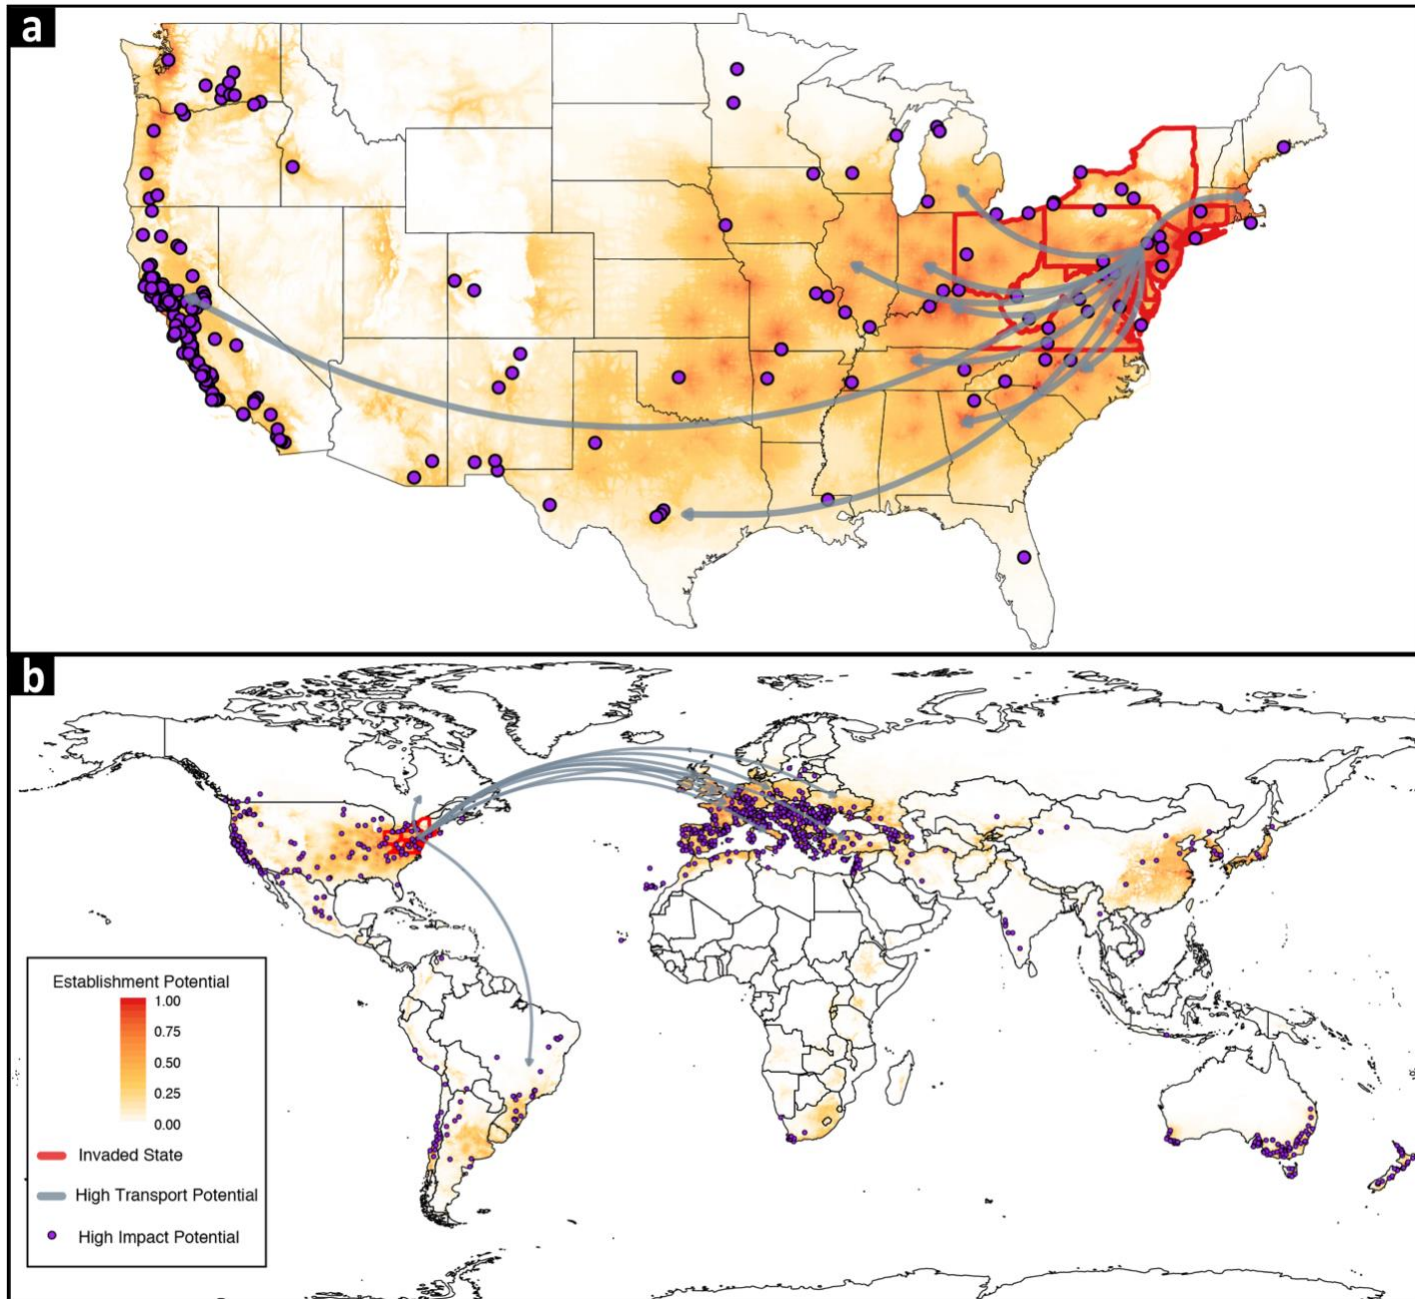 a
b
Establishment Potential
1.00
0.75
0.50
0.25
0.00
Invaded State
High Transport Potential
High Impact Potential